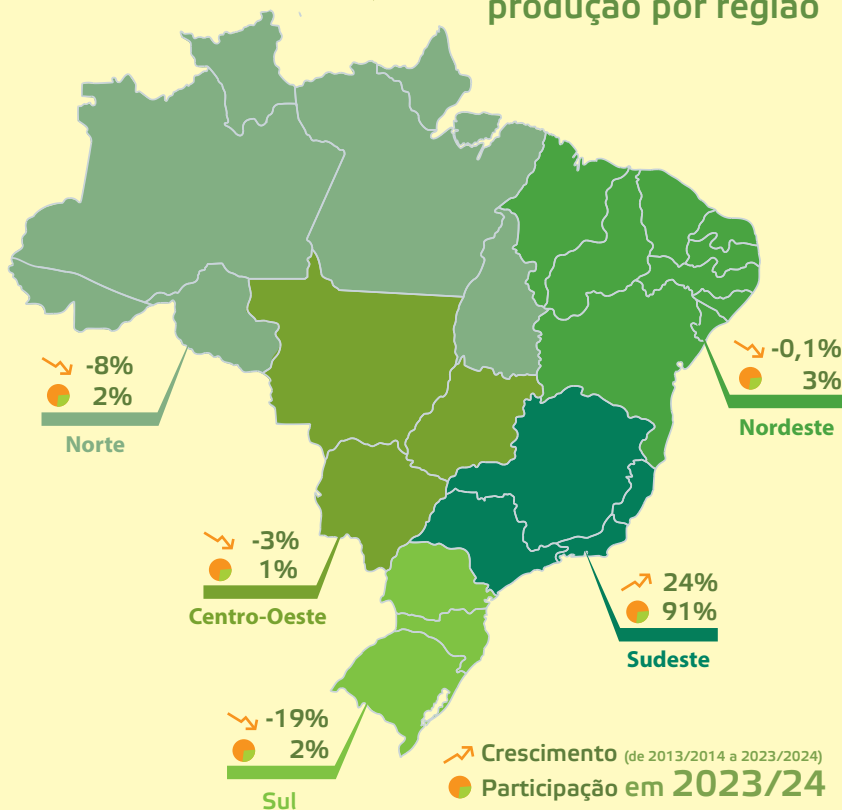 produção por região
-8%
2%
Norte
-0,1%
3%
Nordeste
-3%
1%
Centro-Oeste
24%
91%
Sudeste
-19%
2%
Sul
Crescimento (de 2013/2014 a 2023/2024)
Participação em 2023/24